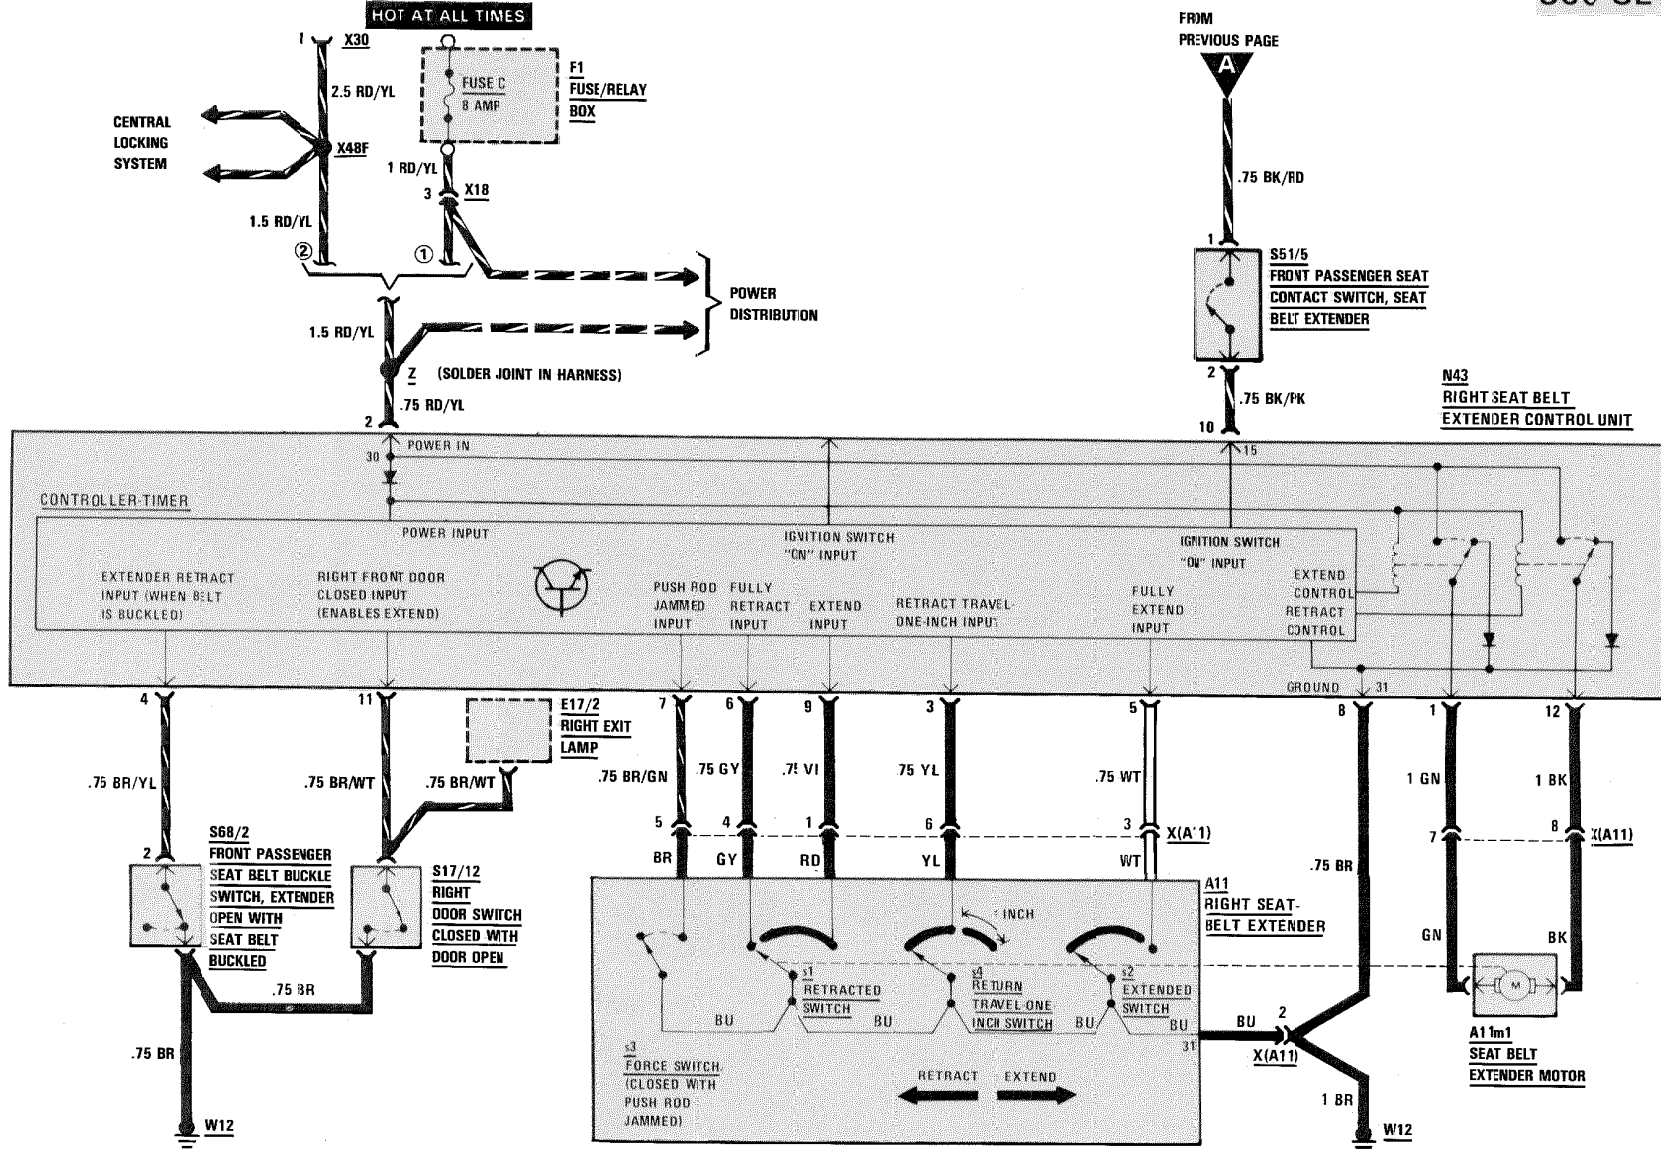 HOT AT ALL TIMES
1 X30
2.5 RD/YL
FUSE C
8 AMP
F1
FUSE/RELAY
BOX
CENTRAL
LOCKING
SYSTEM
X48F
1 RD/YL
3 X18
1.5 RD/YL
2
1
POWER
DISTRIBUTION
1.5 RD/YL
Z (SOLDER JOINT IN HARNESS)
.75 RD/YL
2
FROM
PREVIOUS PAGE
A
.75 BK/RD
1
S51/5
FRONT PASSENGER SEAT
CONTACT SWITCH, SEAT
BELT EXTENDER
2
.75 BK/PK
10
N43
RIGHT SEAT BELT
EXTENDER CONTROL UNIT
POWER IN
30
15
CONTROLLER-TIMER
POWER INPUT
IGNITION SWITCH
"ON" INPUT
IGNITION SWITCH
"ON" INPUT
EXTENDER RETRACT
INPUT (WHEN BELT
IS BUCKLED)
RIGHT FRONT DOOR
CLOSED INPUT
(ENABLES EXTEND)
PUSH ROD
JAMMED
INPUT
FULLY
RETRACT
INPUT
EXTEND
INPUT
RETRACT TRAVEL-
ONE-INCH INPUT
FULLY
EXTEND
INPUT
EXTEND
CONTROL
RETRACT
CONTROL
GROUND 31
4
11
7
6
9
3
5
8
1
12
E17/2
RIGHT EXIT
LAMP
.75 BR/YL
.75 BR/WT
.75 BR/WT
.75 BR/GN
.75 GY
.75 VI
.75 YL
.75 WT
1 GN
1 BK
5
4
1
6
3
X(A11)
7
8
X(A11)
BR
GY
RD
YL
WT
.75 BR
2
S68/2
FRONT PASSENGER
SEAT BELT BUCKLE
SWITCH, EXTENDER
OPEN WITH
SEAT BELT
BUCKLED
S17/12
RIGHT
DOOR SWITCH
CLOSED WITH
DOOR OPEN
A11
RIGHT SEAT-
BELT EXTENDER
INCH
GN
BK
s1
RETRACTED
SWITCH
s4
RETURN
TRAVEL-ONE
INCH SWITCH
s2
EXTENDED
SWITCH
M
.75 BR
BU
BU
BU
BU
31
BU
2
X(A11)
A11m1
SEAT BELT
EXTENDER MOTOR
.75 BR
s3
FORCE SWITCH
(CLOSED WITH
PUSH ROD
JAMMED)
RETRACT
EXTEND
1 BR
W12
W12